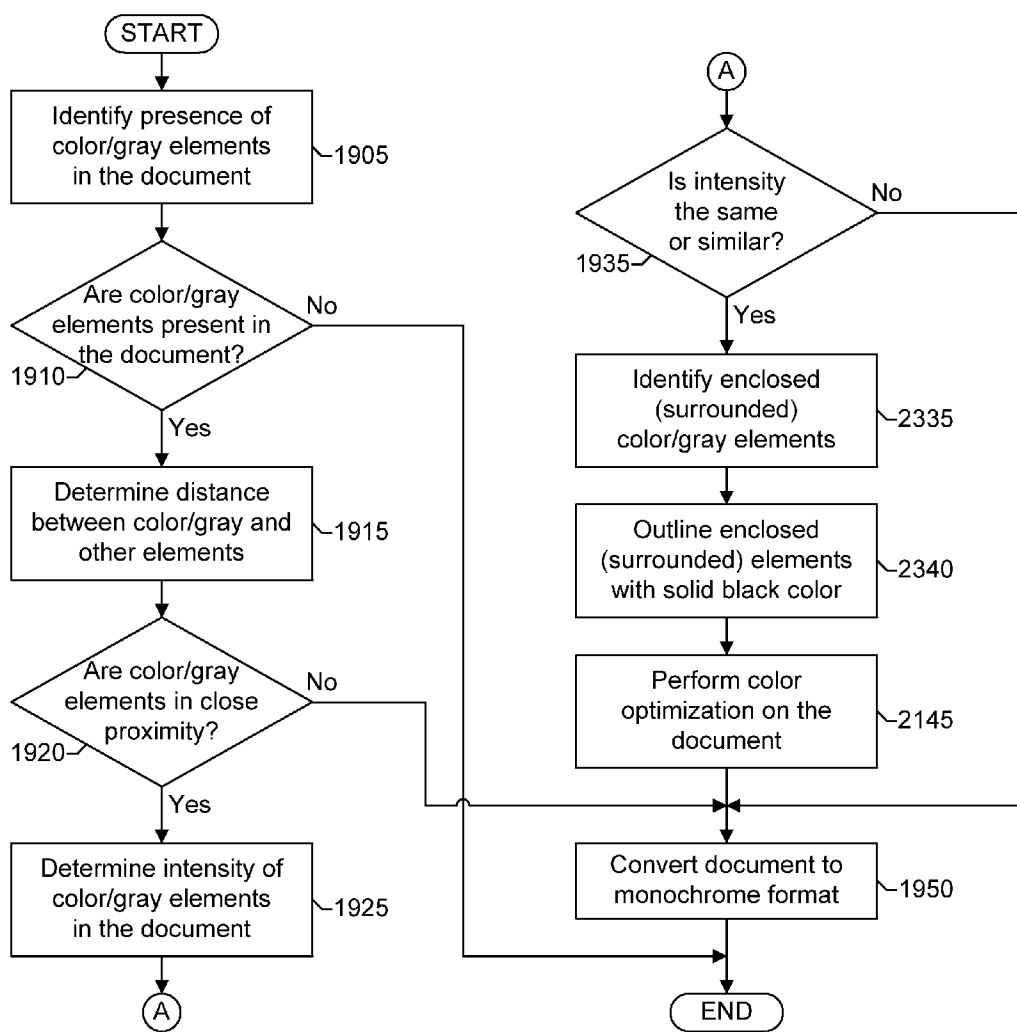 START
Identify presence of
color/gray elements
in the document
1905
Are color/gray
elements present in
the document?
1910
No
Yes
Determine distance
between color/gray and
other elements
1915
Are color/gray
elements in close
proximity?
1920
No
Yes
Determine intensity of
color/gray elements
in the document
1925
A
A
Is intensity
the same
or similar?
1935
No
Yes
Identify enclosed
(surrounded)
color/gray elements
2335
Outline enclosed
(surrounded) elements
with solid black color
2340
Perform color
optimization on the
document
2145
Convert document to
monochrome format
1950
END